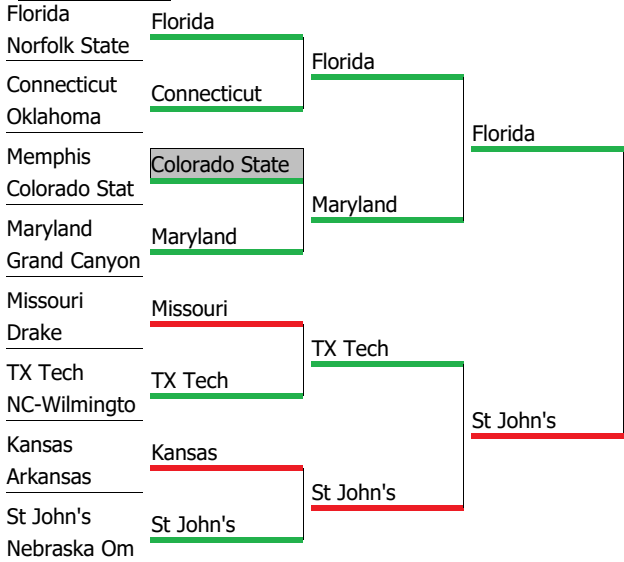 Florida
Norfolk State
Connecticut
Oklahoma
Memphis
Colorado Stat
Maryland
Grand Canyon
Missouri
Drake
TX Tech
NC-Wilmingto
Kansas
Arkansas
St John's
Nebraska Om
Florida
Connecticut
Colorado State
Maryland
Missouri
TX Tech
Kansas
St John's
Florida
Maryland
TX Tech
St John's
Florida
St John's